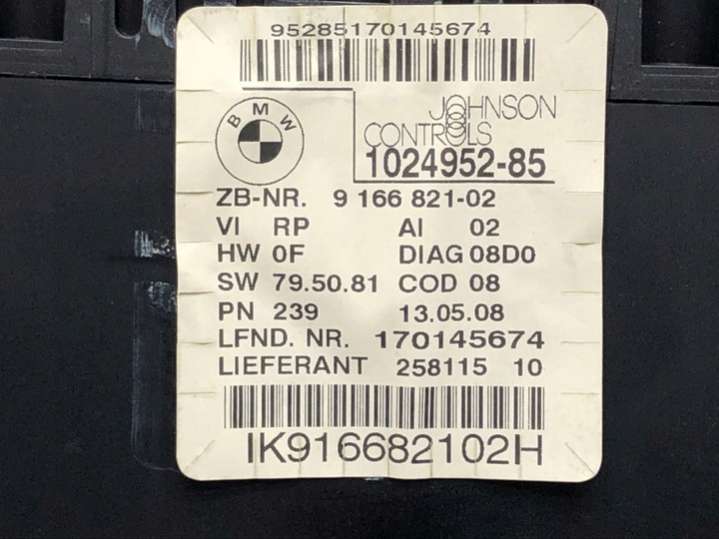 95285170145674
BMW
JOHNSON
CONTROLS
1024952-85
ZB-NR. 9 166 821-02
VI RP AI 02
HW 0F DIAG 08D0
SW 79.50.81 COD 08
PN 239 13.05.08
LFND. NR. 170145674
LIEFERANT 258115 10
IK916682102H